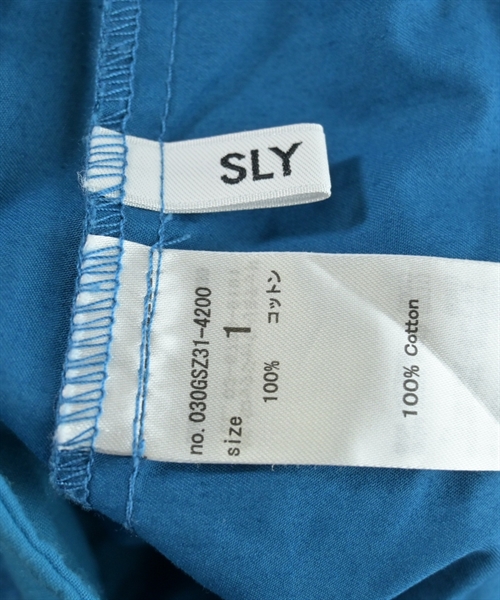 SLY
no. 030GSZ31-4200
size 1
100% コットン
100% Cotton